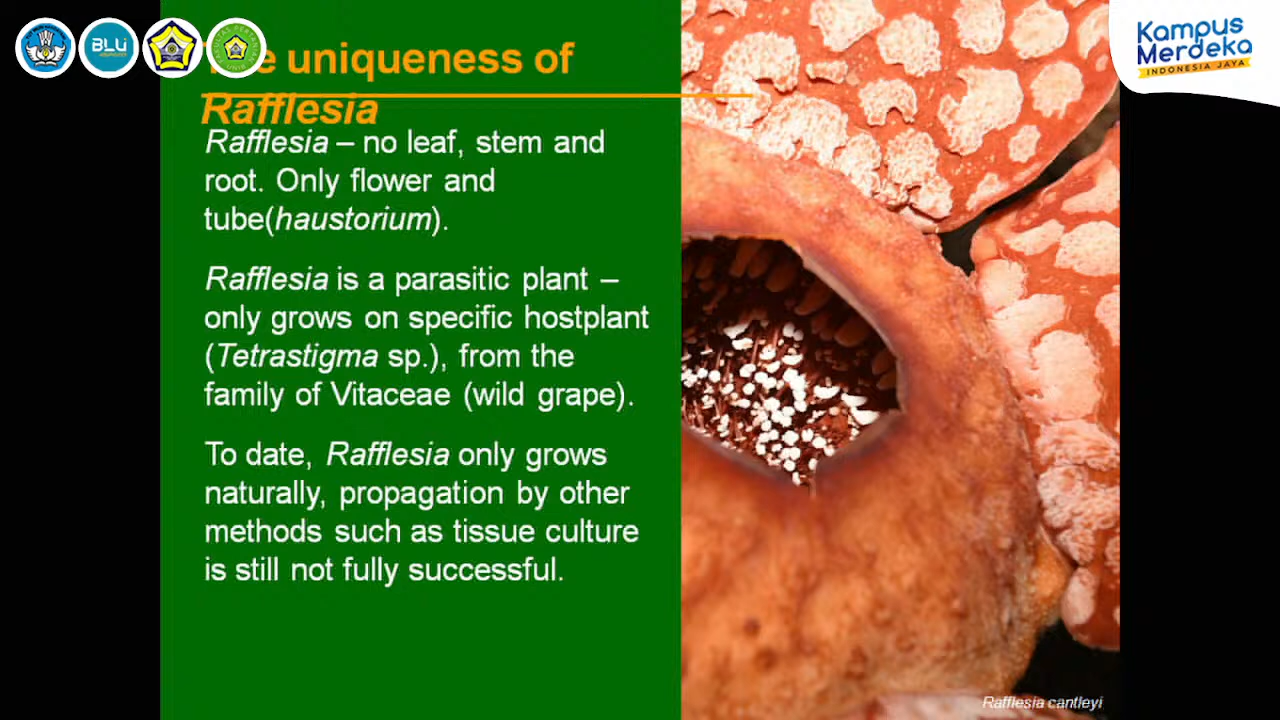 BLU
Kampus
Merdeka
INDONESIA JAYA
The uniqueness of
Rafflesia
Rafflesia – no leaf, stem and
root. Only flower and
tube(haustorium).
Rafflesia is a parasitic plant –
only grows on specific hostplant
(Tetrastigma sp.), from the
family of Vitaceae (wild grape).
To date, Rafflesia only grows
naturally, propagation by other
methods such as tissue culture
is still not fully successful.
Rafflesia cantleyi